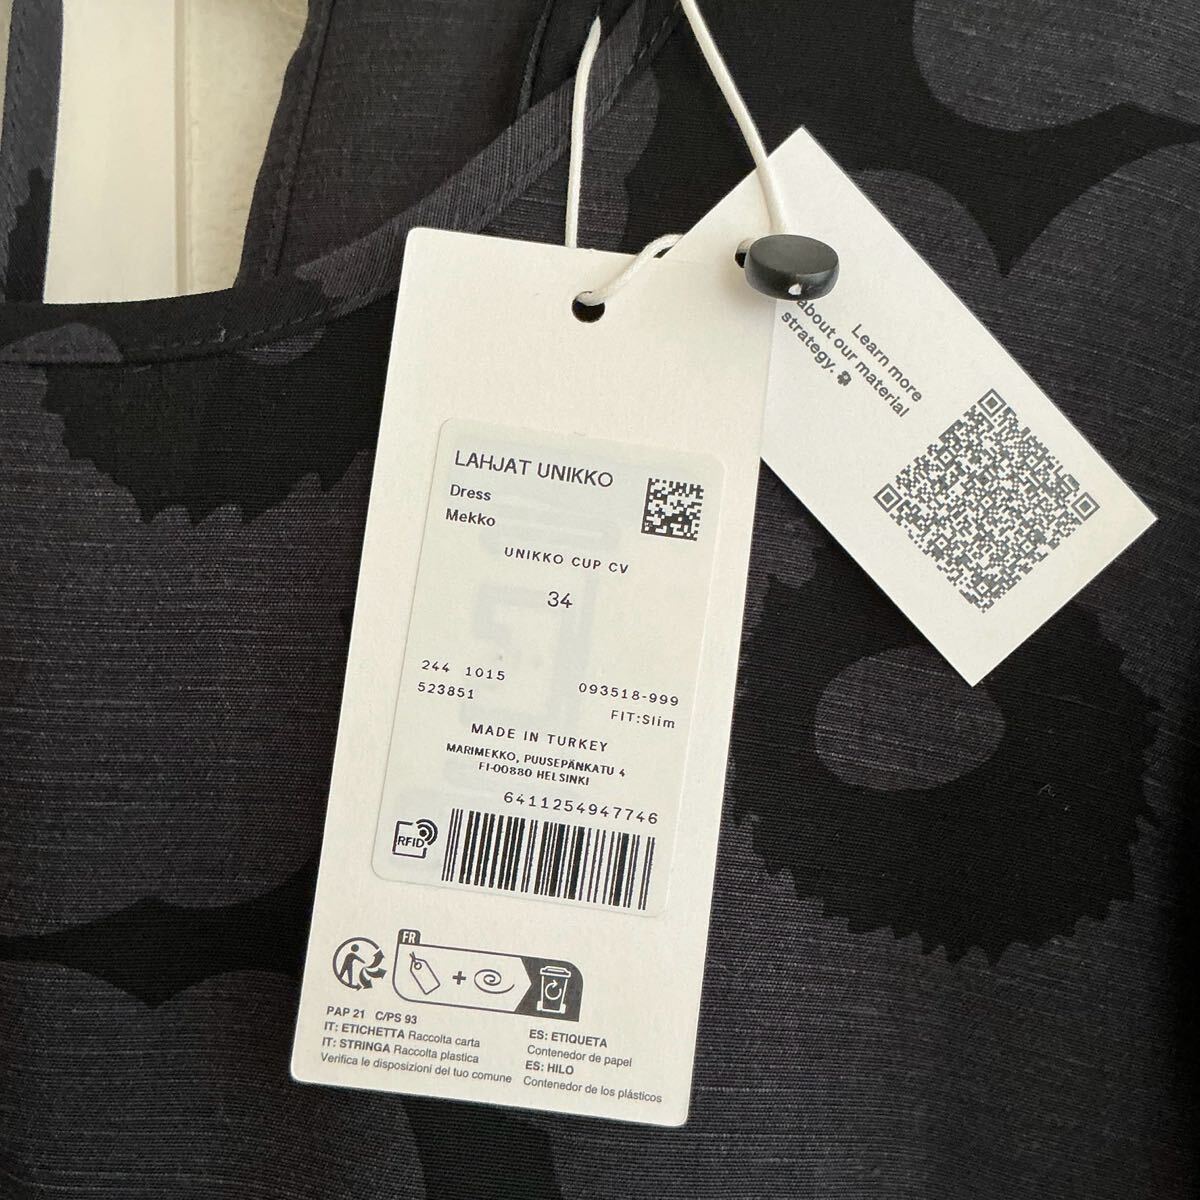 LAHJAT UNIKKO
Dress
Mekko
UNIKKO CUP CV
34
244 1015
523851
093518-999
FIT:Slim
MADE IN TURKEY
MARIMEKKO, PUUSEPÄNKATU 4
FI-00880 HELSINKI
6411254947746
RFID
FR
+
PAP 21 C/PS 93
IT: ETICHETTA Raccolta carta
IT: STRINGA Raccolta plastica
Verifica le disposizioni del tuo comune
ES: ETIQUETA
Contenedor de papel
ES: HILO
Contenedor de los plásticos
Learn more
about our material
strategy.